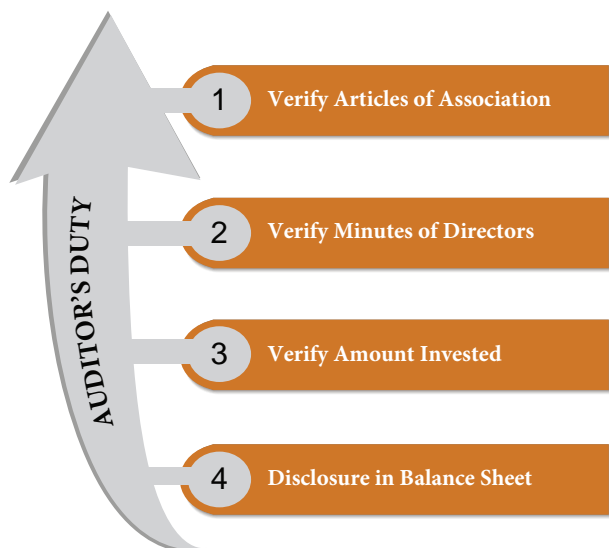 AUDITOR'S DUTY
1 Verify Articles of Association
2 Verify Minutes of Directors
3 Verify Amount Invested
4 Disclosure in Balance Sheet